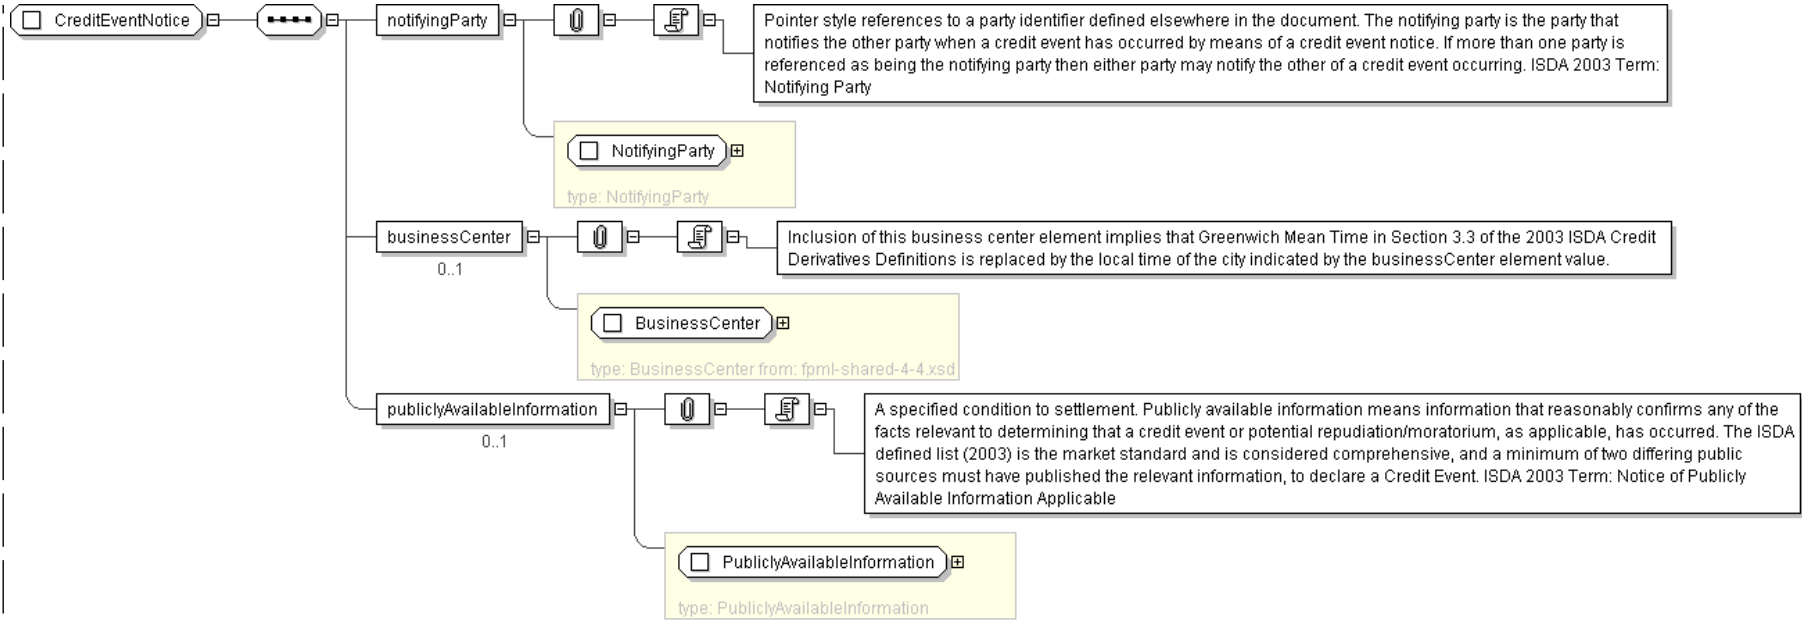 CreditEventNotice
notifyingParty
Pointer style references to a party identifier defined elsewhere in the document. The notifying party is the party that
notifies the other party when a credit event has occurred by means of a credit event notice. If more than one party is
referenced as being the notifying party then either party may notify the other of a credit event occurring. ISDA 2003 Term:
Notifying Party
NotifyingParty
type: NotifyingParty
businessCenter
0..1
Inclusion of this business center element implies that Greenwich Mean Time in Section 3.3 of the 2003 ISDA Credit
Derivatives Definitions is replaced by the local time of the city indicated by the businessCenter element value.
BusinessCenter
type: BusinessCenter from: fpml-shared-4-4.xsd
publiclyAvailableInformation
0..1
A specified condition to settlement. Publicly available information means information that reasonably confirms any of the
facts relevant to determining that a credit event or potential repudiation/moratorium, as applicable, has occurred. The ISDA
defined list (2003) is the market standard and is considered comprehensive, and a minimum of two differing public
sources must have published the relevant information, to declare a Credit Event. ISDA 2003 Term: Notice of Publicly
Available Information Applicable
PubliclyAvailableInformation
type: PubliclyAvailableInformation